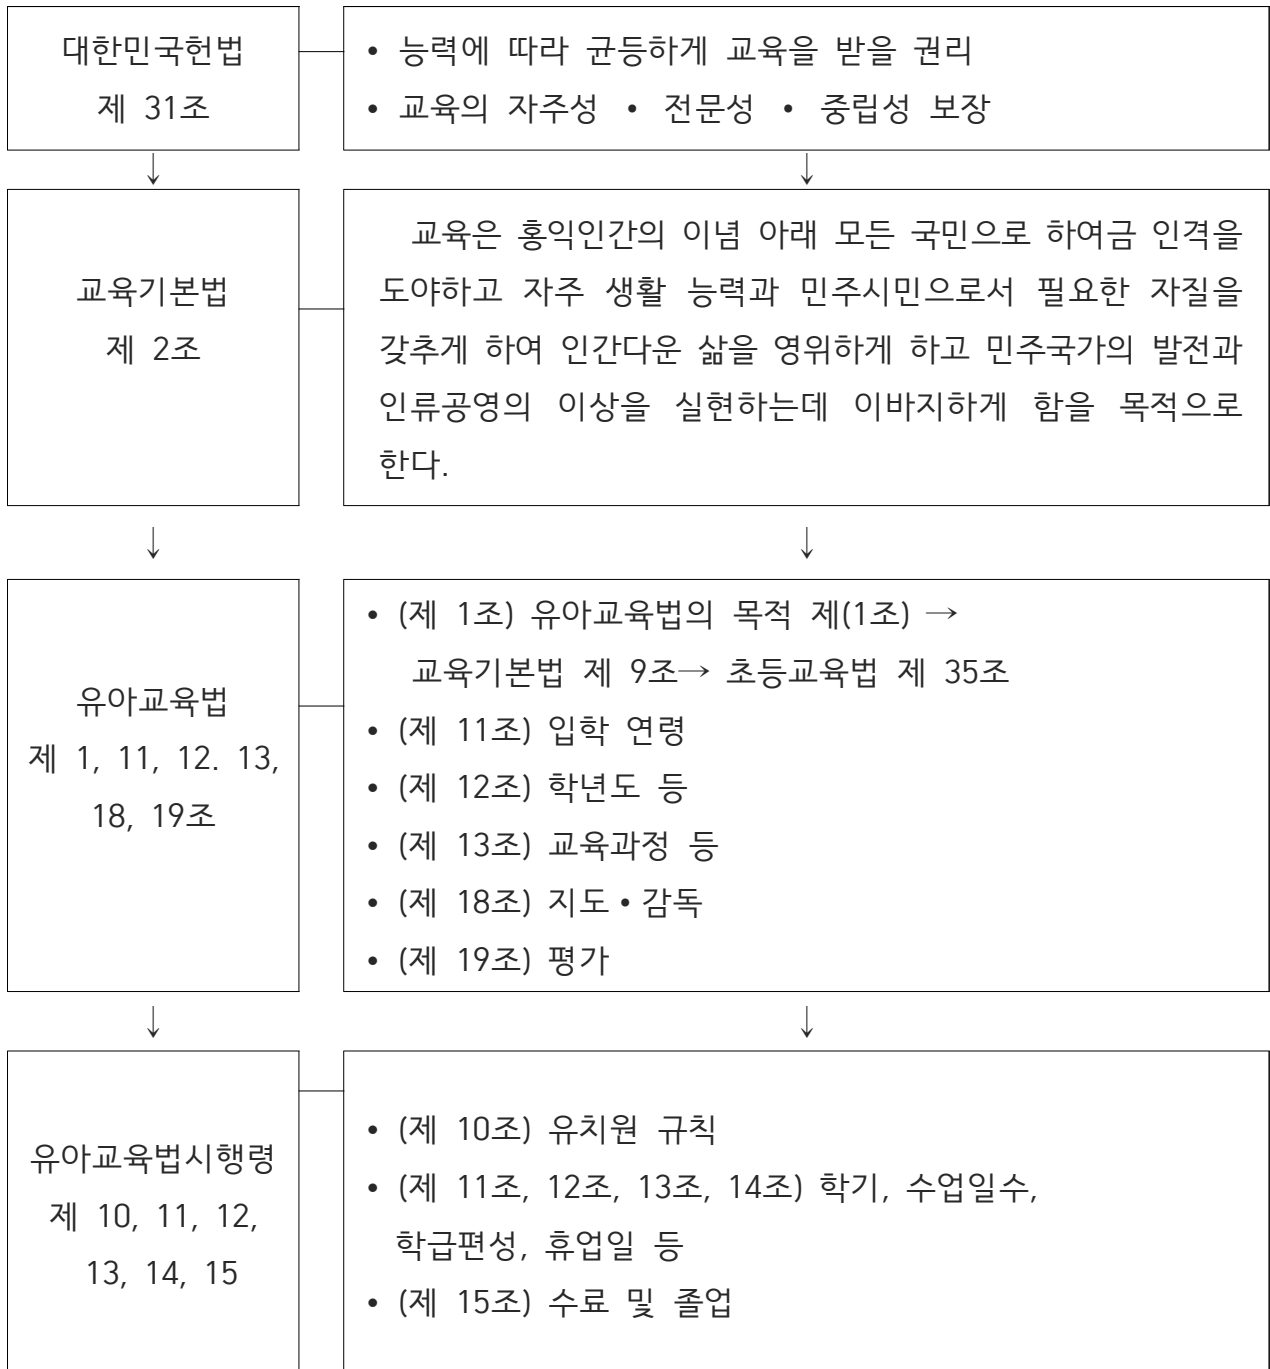 대한민국헌법
제 31조
• 능력에 따라 균등하게 교육을 받을 권리
• 교육의 자주성 • 전문성 • 중립성 보장
↓ ↓
교육기본법
제 2조
교육은 홍익인간의 이념 아래 모든 국민으로 하여금 인격을
도야하고 자주 생활 능력과 민주시민으로서 필요한 자질을
갖추게 하여 인간다운 삶을 영위하게 하고 민주국가의 발전과
인류공영의 이상을 실현하는데 이바지하게 함을 목적으로
한다.
↓ ↓
유아교육법
제 1, 11, 12. 13,
18, 19조
• (제 1조) 유아교육법의 목적 제(1조) →
교육기본법 제 9조→ 초등교육법 제 35조
• (제 11조) 입학 연령
• (제 12조) 학년도 등
• (제 13조) 교육과정 등
• (제 18조) 지도•감독
• (제 19조) 평가
↓ ↓
유아교육법시행령
제 10, 11, 12,
13, 14, 15
• (제 10조) 유치원 규칙
• (제 11조, 12조, 13조, 14조) 학기, 수업일수,
학급편성, 휴업일 등
• (제 15조) 수료 및 졸업